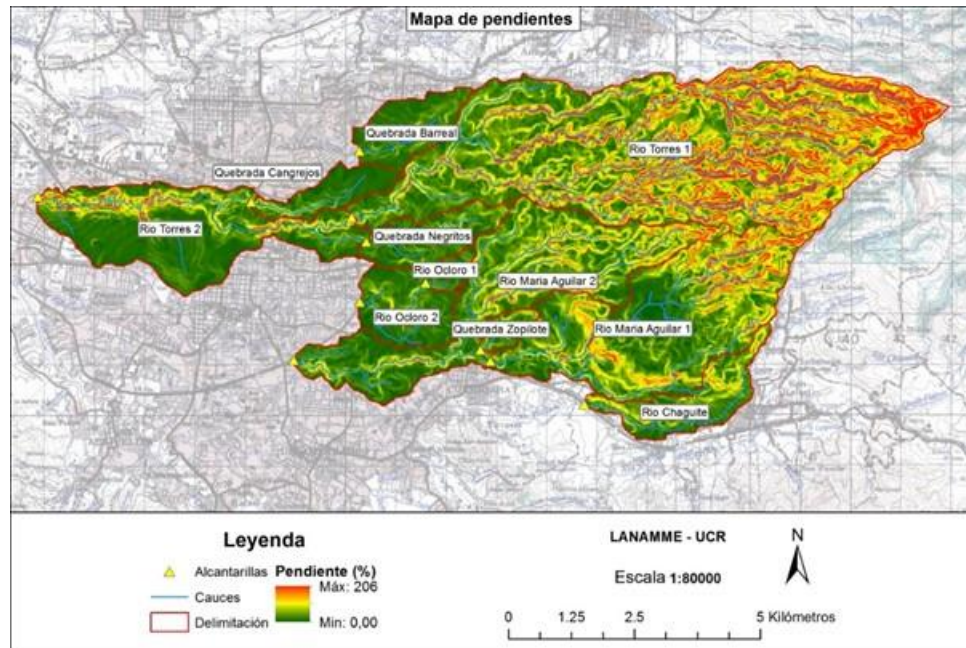 Mapa de pendientes
Quebrada Barreal
Rio Torres 1
Quebrada Cangrejos
Rio Torres 2
Quebrada Negritos
Rio Ocloro 1
Rio Maria Aguilar 2
Rio Ocloro 2
Quebrada Zopilote
Rio Maria Aguilar 1
Rio Chaguite
Leyenda
Alcantarillas
Cauces
Delimitación
Pendiente (%)
Máx: 206
Min: 0,00
LANAMME - UCR
Escala 1:80000
N
0 1.25 2.5 5 Kilómetros